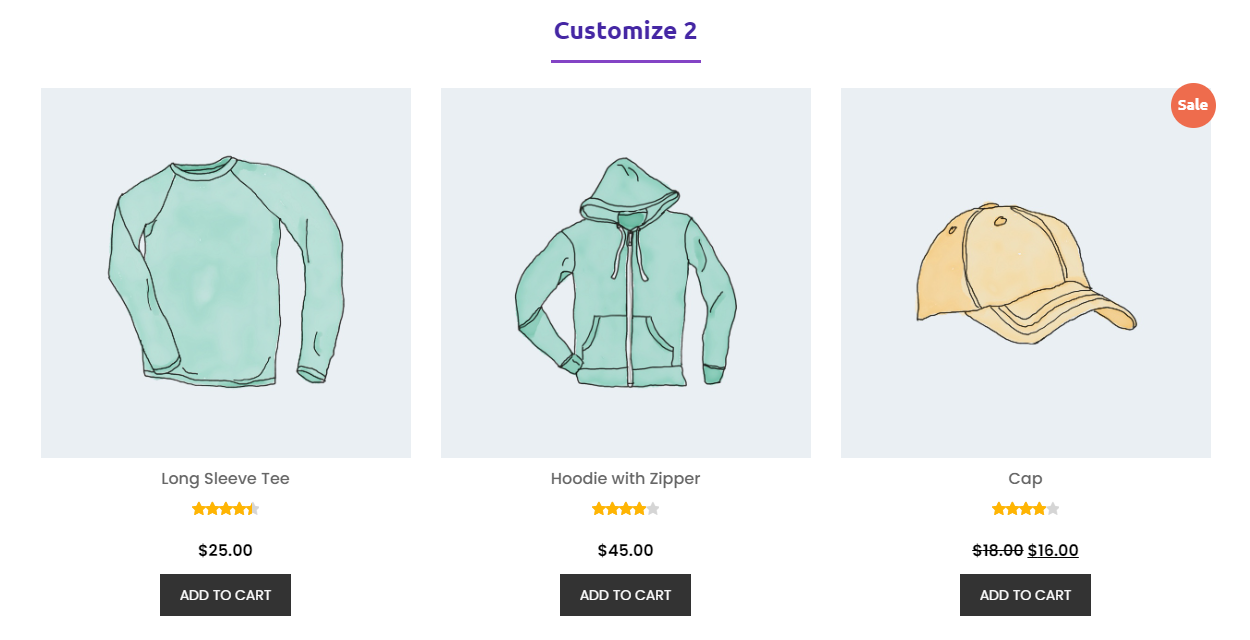 Customize 2
Sale
Long Sleeve Tee
Hoodie with Zipper
Cap
$25.00
$45.00
$18.00 $16.00
ADD TO CART
ADD TO CART
ADD TO CART